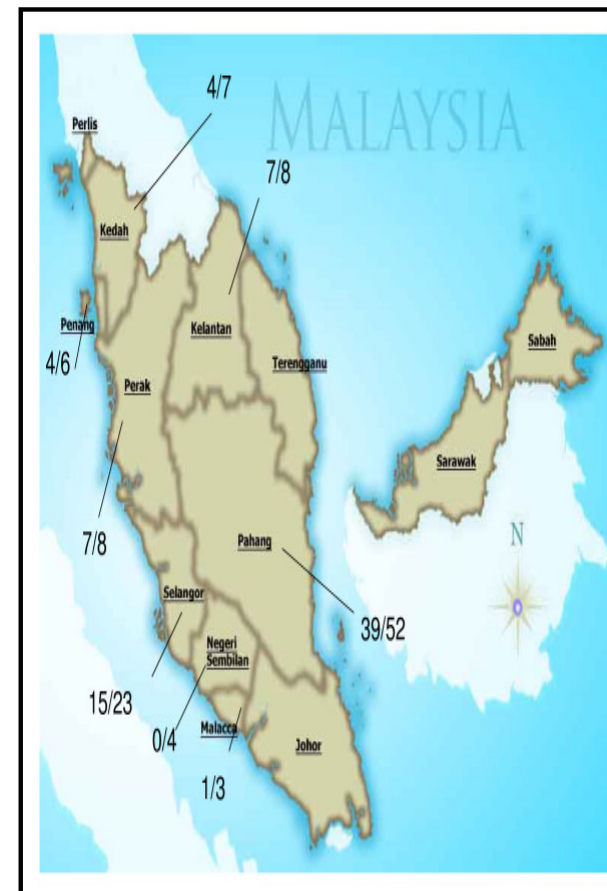 4/7
MALAYSIA
Perlis
7/8
Kedah
Penang
Kelantan
4/6
Terengganu
Sabah
Perak
Sarawak
7/8
Pahang
N
Selangor
39/52
Negeri
Sembilan
15/23
0/4
Malacca
Johor
1/3